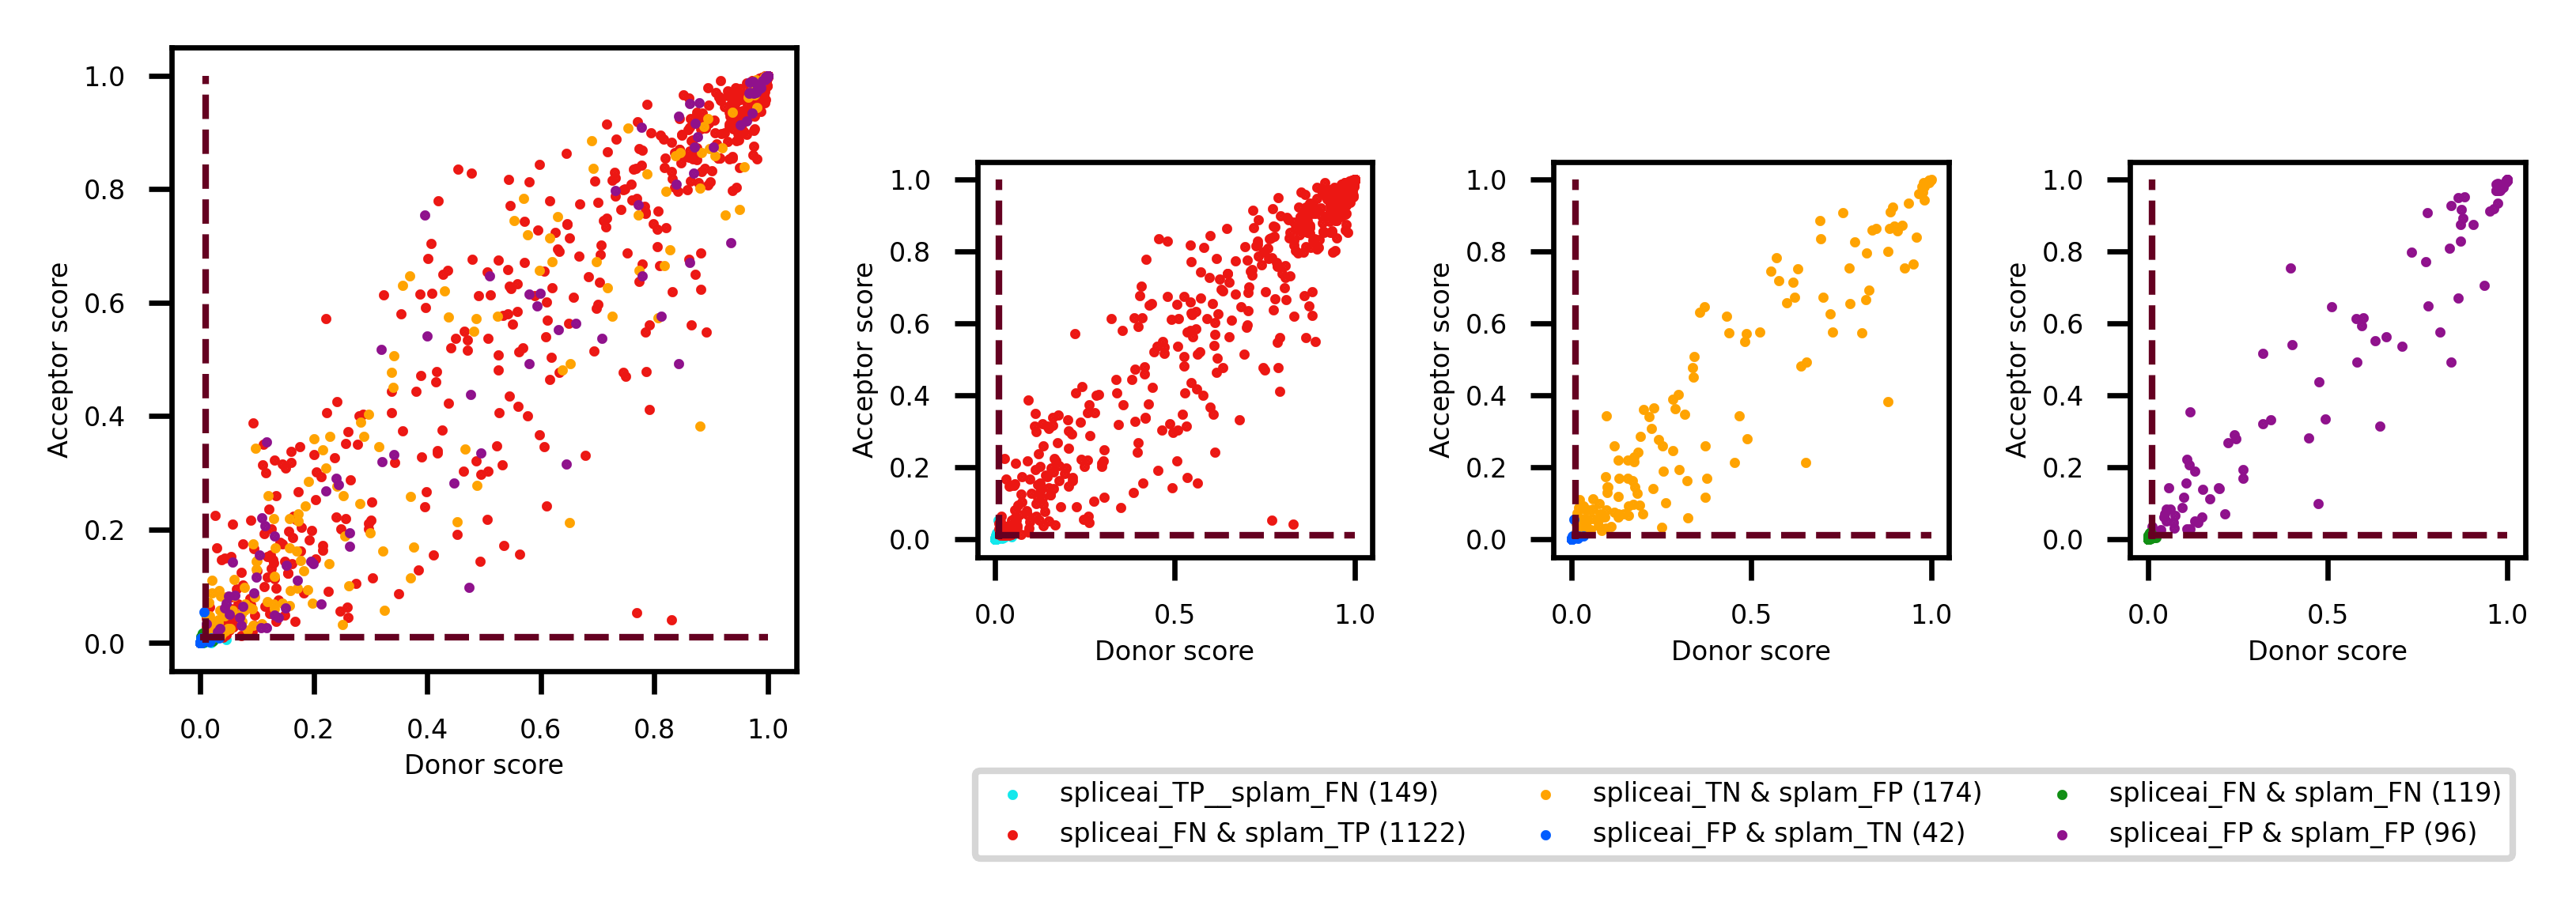 1.0
0.8
0.6
0.4
0.2
0.0
Acceptor score
0.0 0.2 0.4 0.6 0.8 1.0
Donor score
1.0
0.8
0.6
0.4
0.2
0.0
Acceptor score
0.0 0.5 1.0
Donor score
1.0
0.8
0.6
0.4
0.2
0.0
Acceptor score
0.0 0.5 1.0
Donor score
1.0
0.8
0.6
0.4
0.2
0.0
Acceptor score
0.0 0.5 1.0
Donor score
spliceai_TP__splam_FN (149)
spliceai_FN & splam_TP (1122)
spliceai_TN & splam_FP (174)
spliceai_FP & splam_TN (42)
spliceai_FN & splam_FN (119)
spliceai_FP & splam_FP (96)